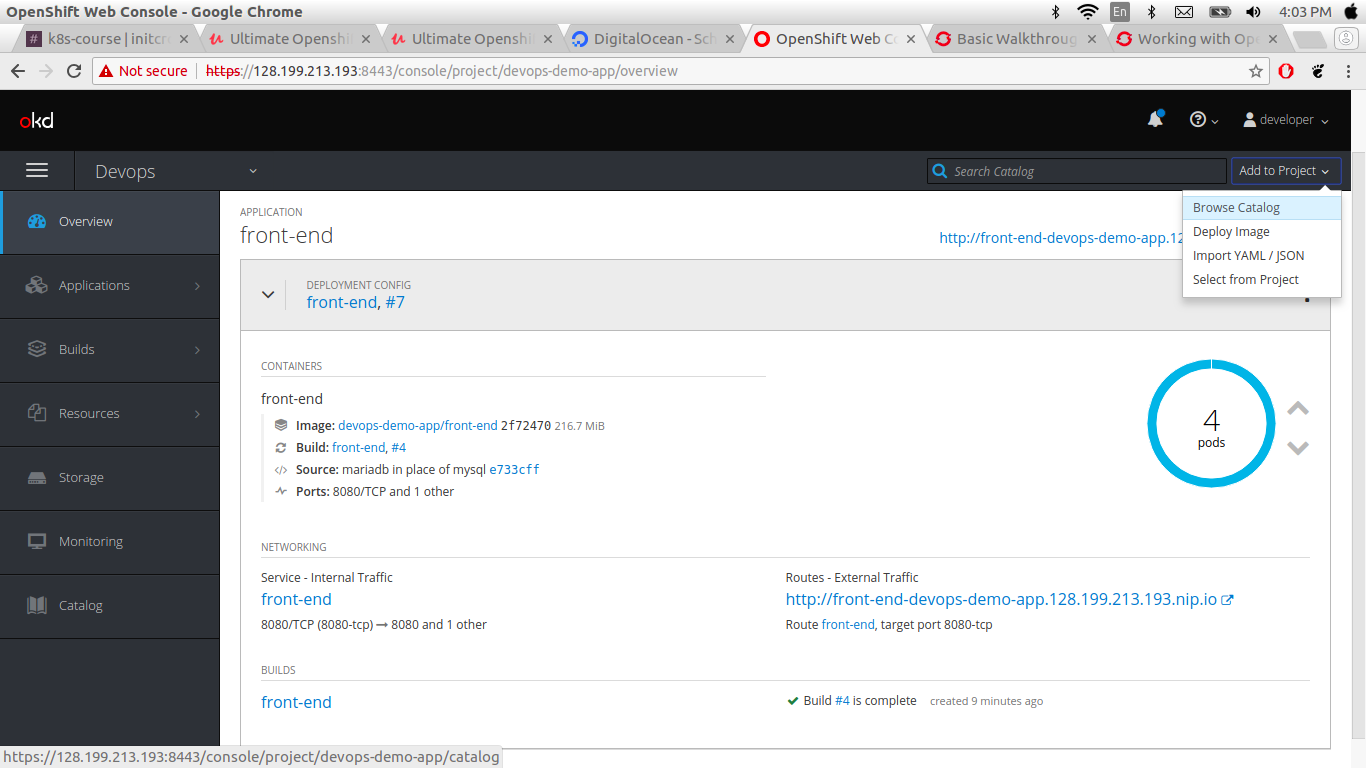 OpenShift Web Console - Google Chrome
En
4:03 PM
# k8s-course | initcr
Ultimate Openshi
Ultimate Openshi
DigitalOcean - Sch
OpenShift Web Co
Basic Walkthroug
Working with Ope
Not secure
https://128.199.213.193:8443/console/project/devops-demo-app/overview
okd
developer
Devops
Search Catalog
Add to Project
Browse Catalog
Deploy Image
Import YAML / JSON
Select from Project
Overview
Applications
Builds
Resources
Storage
Monitoring
Catalog
APPLICATION
front-end
http://front-end-devops-demo-app.12
DEPLOYMENT CONFIG
front-end, #7
CONTAINERS
front-end
Image: devops-demo-app/front-end 2f72470 216.7 MiB
Build: front-end, #4
Source: mariadb in place of mysql e733cff
Ports: 8080/TCP and 1 other
4
pods
NETWORKING
Service - Internal Traffic
front-end
8080/TCP (8080-tcp) → 8080 and 1 other
Routes - External Traffic
http://front-end-devops-demo-app.128.199.213.193.nip.io
Route front-end, target port 8080-tcp
BUILDS
front-end
Build #4 is complete created 9 minutes ago
https://128.199.213.193:8443/console/project/devops-demo-app/catalog